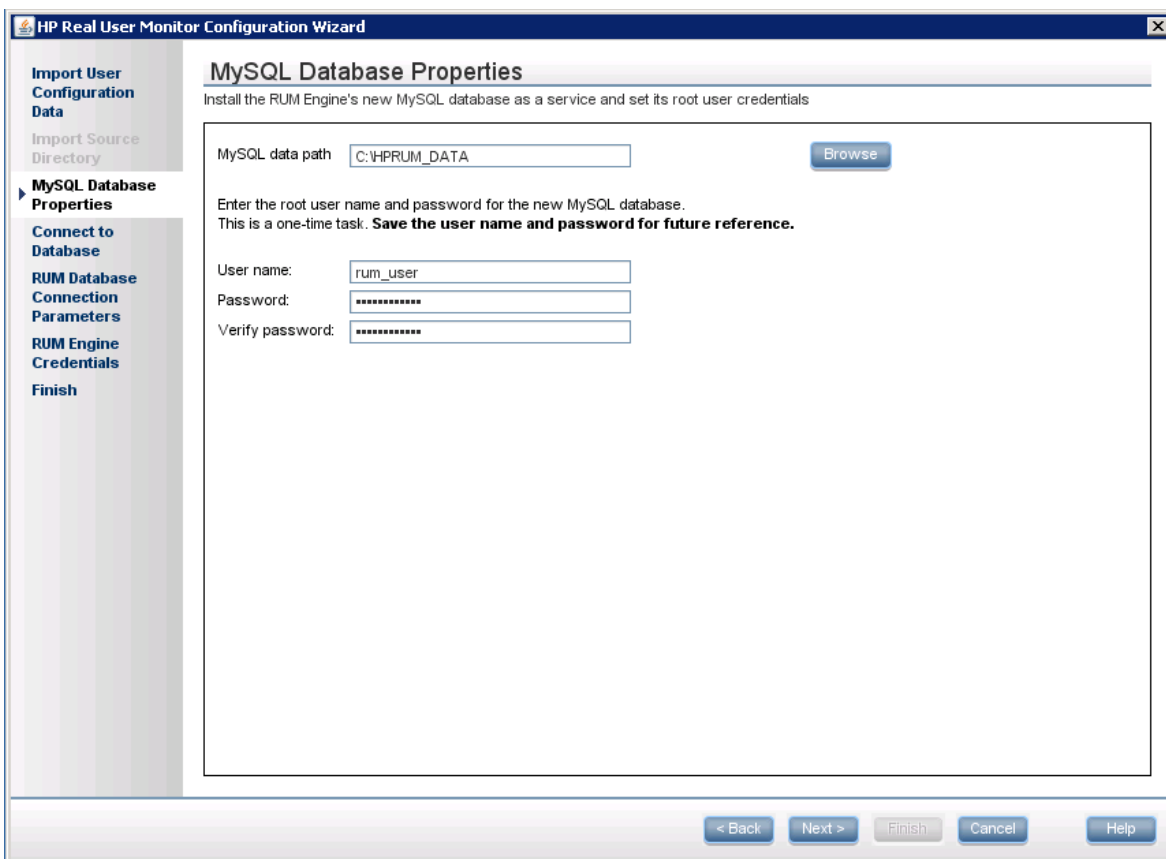 HP Real User Monitor Configuration Wizard
Import User
Configuration
Data
Import Source
Directory
MySQL Database
Properties
Connect to
Database
RUM Database
Connection
Parameters
RUM Engine
Credentials
Finish
MySQL Database Properties
Install the RUM Engine's new MySQL database as a service and set its root user credentials
MySQL data path C:\HPRUM_DATA Browse
Enter the root user name and password for the new MySQL database.
This is a one-time task. Save the user name and password for future reference.
User name: rum_user
Password: ••••••••••••
Verify password: ••••••••••••
< Back Next > Finish Cancel Help